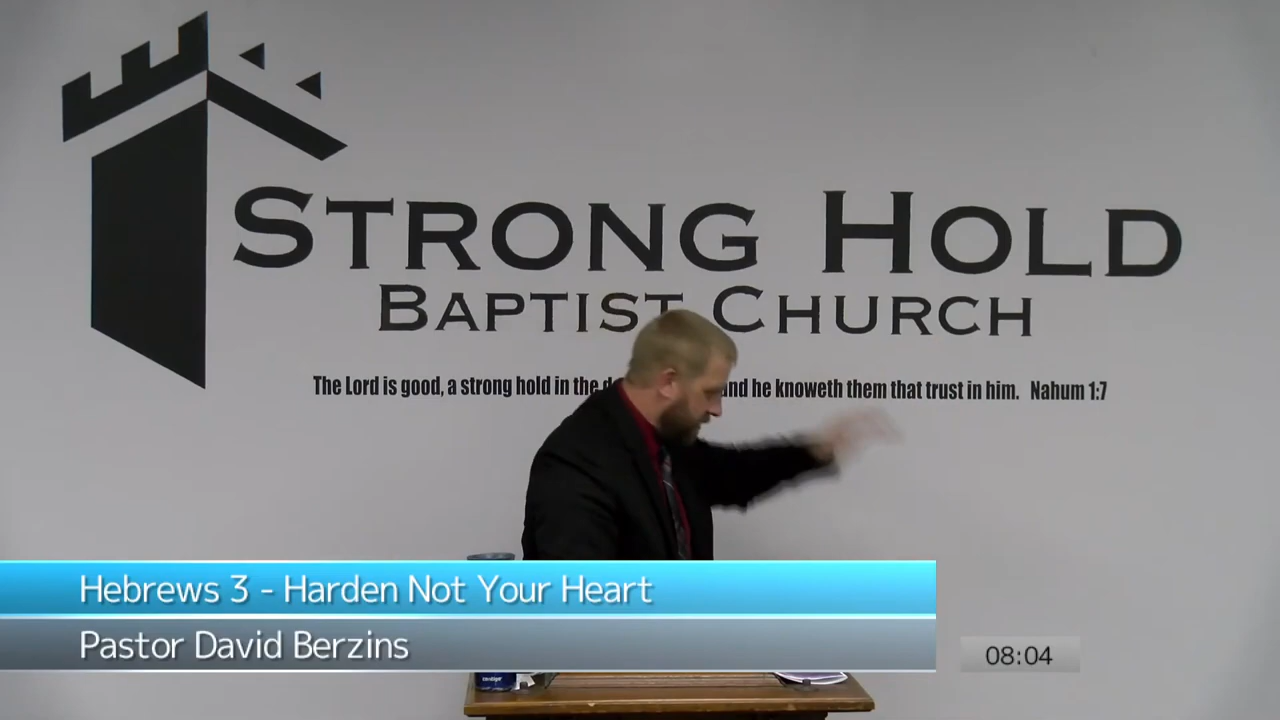 STRONG HOLD
BAPTIST CHURCH
The Lord is good, a strong hold in the and he knoweth them that trust in him. Nahum 1:7
Hebrews 3 - Harden Not Your Heart
Pastor David Berzins
08:04
contigo